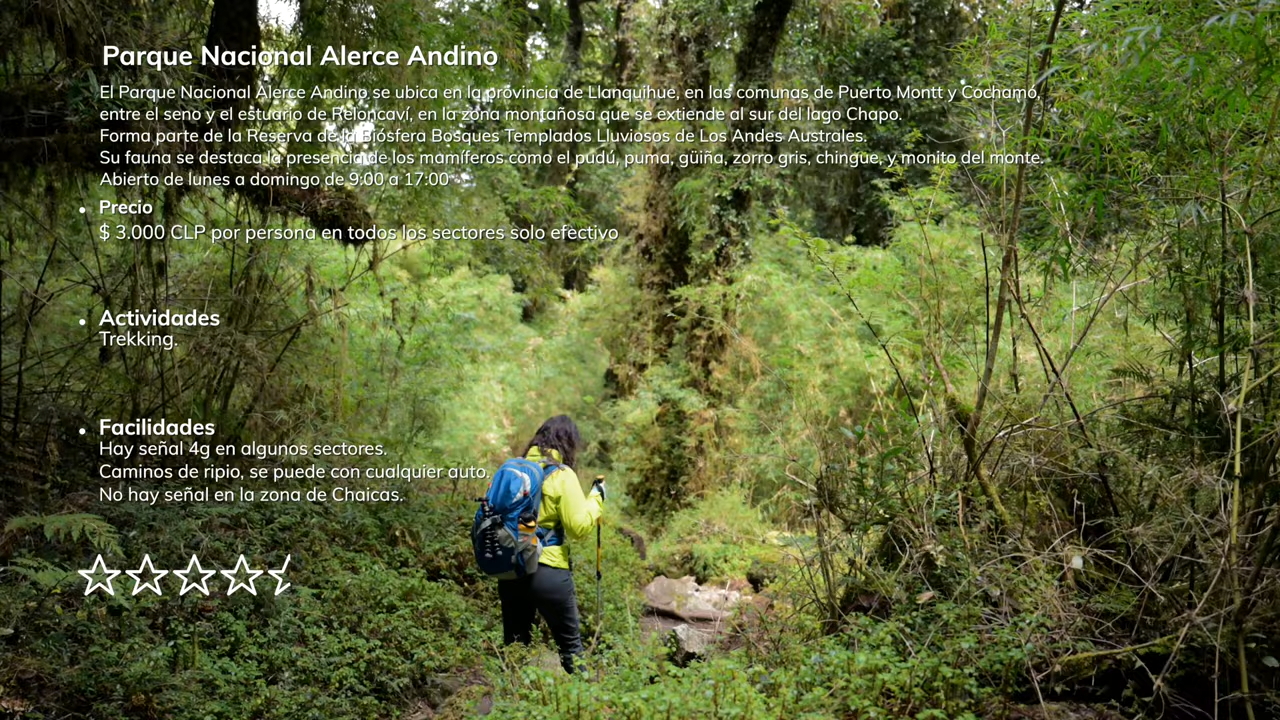 Parque Nacional Alerce Andino
El Parque Nacional Alerce Andino se ubica en la provincia de Llanquihue, en las comunas de Puerto Montt y Cochamó,
entre el seno y el estuario de Reloncaví, en la zona montañosa que se extiende al sur del lago Chapo.
Forma parte de la Reserva de la Biósfera Bosques Templados Lluviosos de Los Andes Australes.
Su fauna se destaca la presencia de los mamíferos como el pudú, puma, güiña, zorro gris, chingue, y monito del monte.
Abierto de lunes a domingo de 9:00 a 17:00
• Precio
$ 3.000 CLP por persona en todos los sectores solo efectivo
• Actividades
Trekking.
• Facilidades
Hay señal 4g en algunos sectores.
Caminos de ripio, se puede con cualquier auto.
No hay señal en la zona de Chaicas.